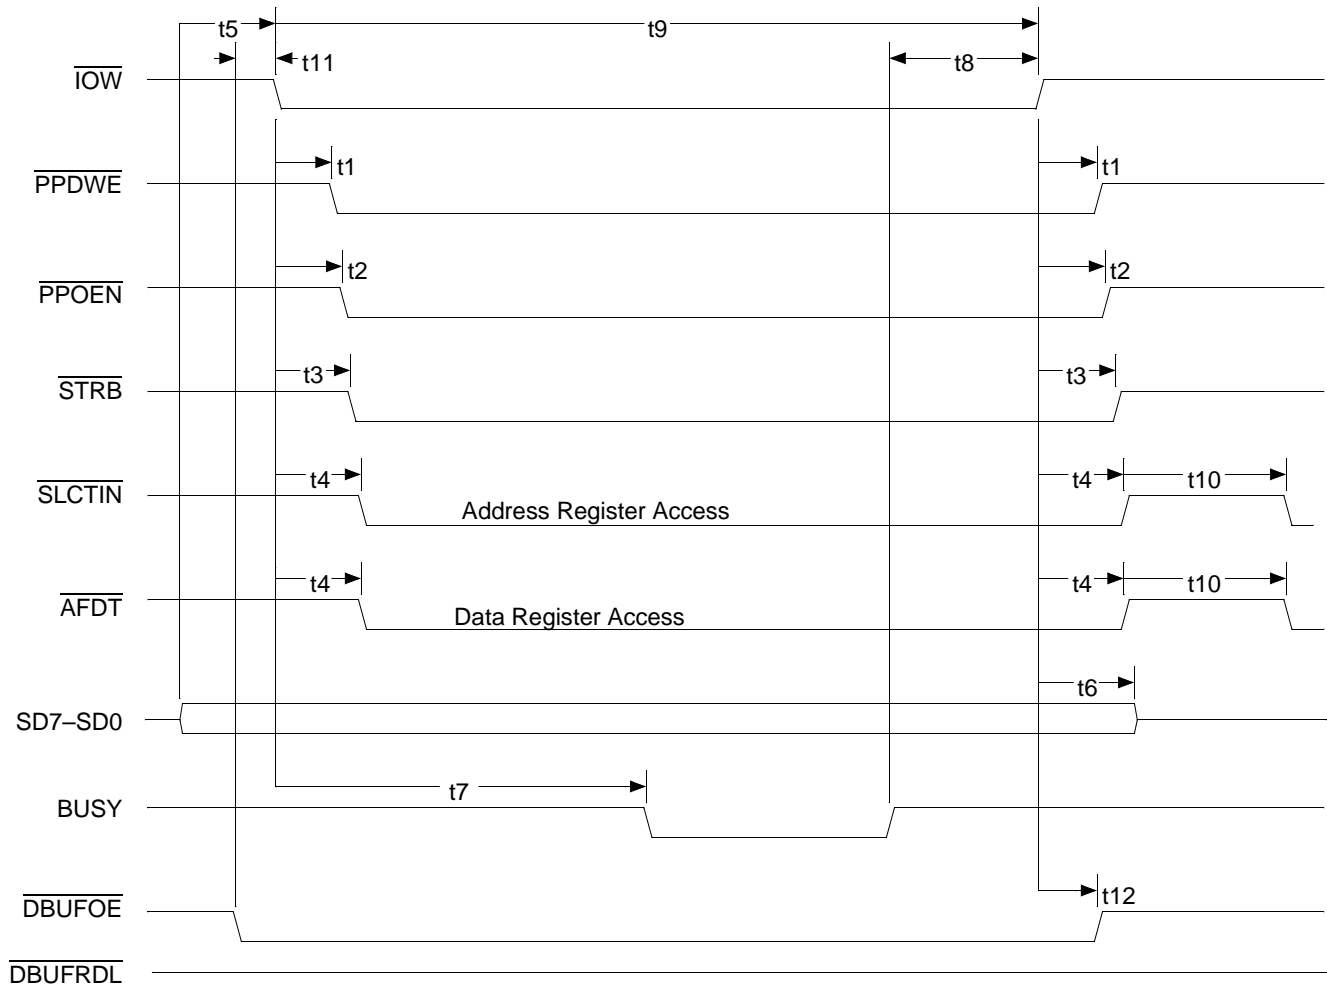 t5 t9
t11 t8
IOW
t1 t1
PPDWE
t2 t2
PPOEN
t3 t3
STRB
t4 t4 t10
SLCTIN
Address Register Access
t4 t4 t10
AFDT
Data Register Access
t6
SD7–SD0
t7
BUSY
t12
DBUFOE
DBUFRDL